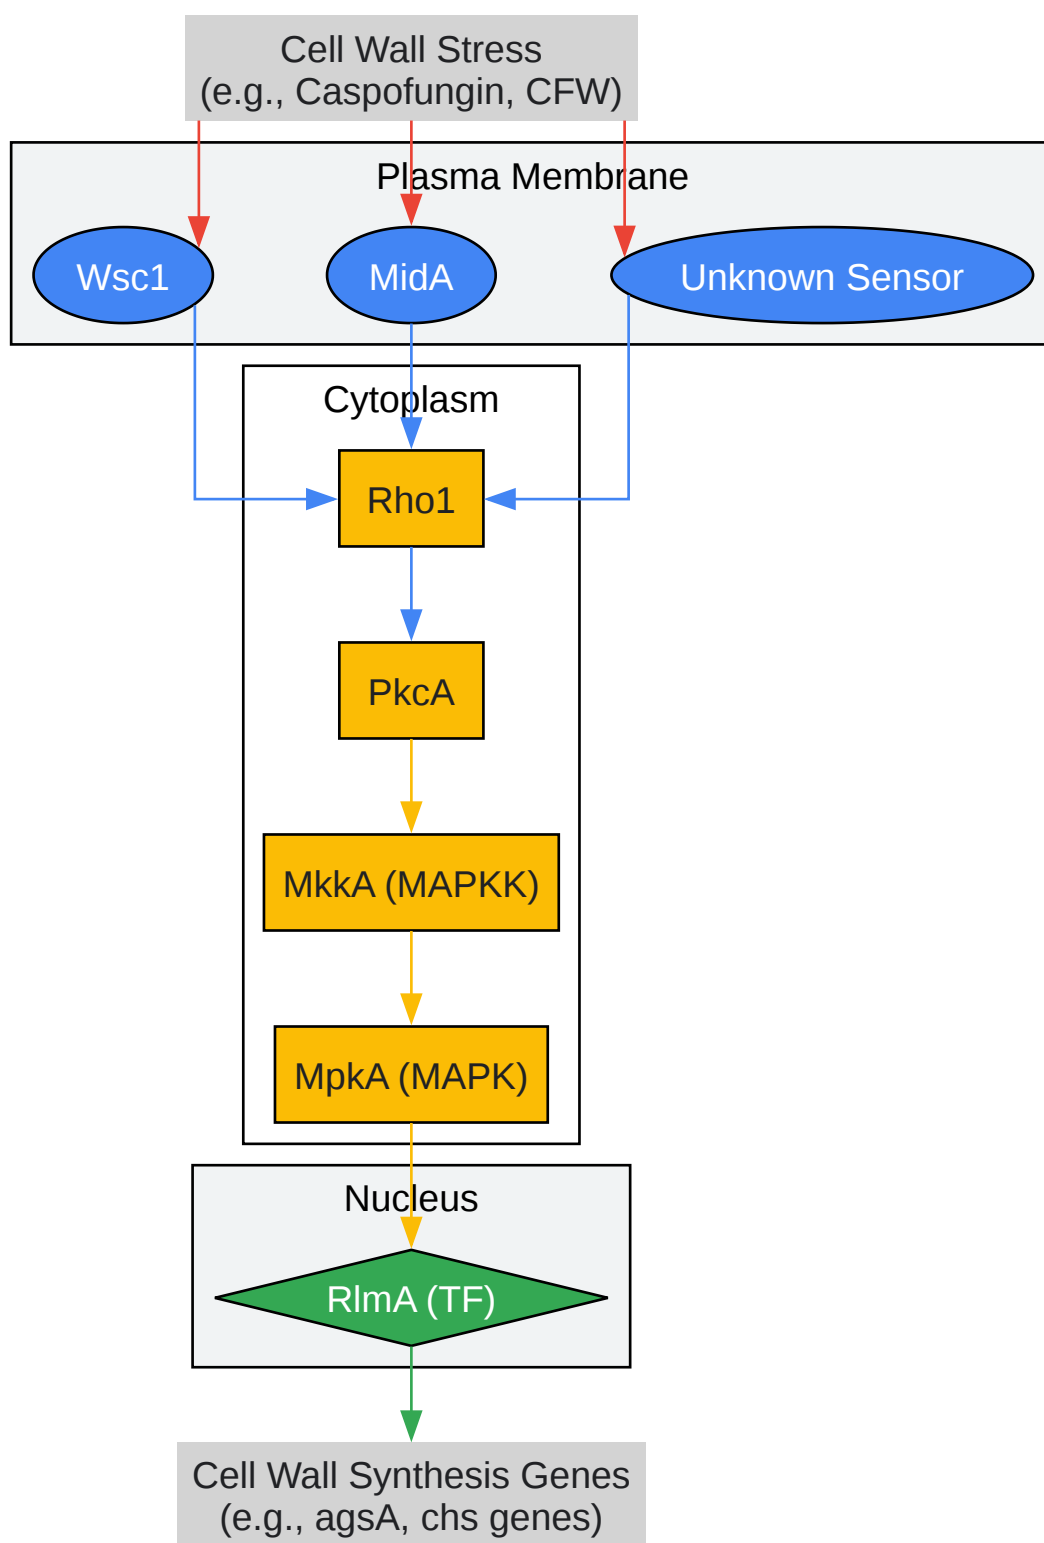 Cell Wall Stress
(e.g., Caspofungin, CFW)
Plasma Membrane
Wsc1
MidA
Unknown Sensor
Cytoplasm
Rho1
PkcA
MkkA (MAPKK)
MpkA (MAPK)
Nucleus
RlmA (TF)
Cell Wall Synthesis Genes
(e.g., agsA, chs genes)